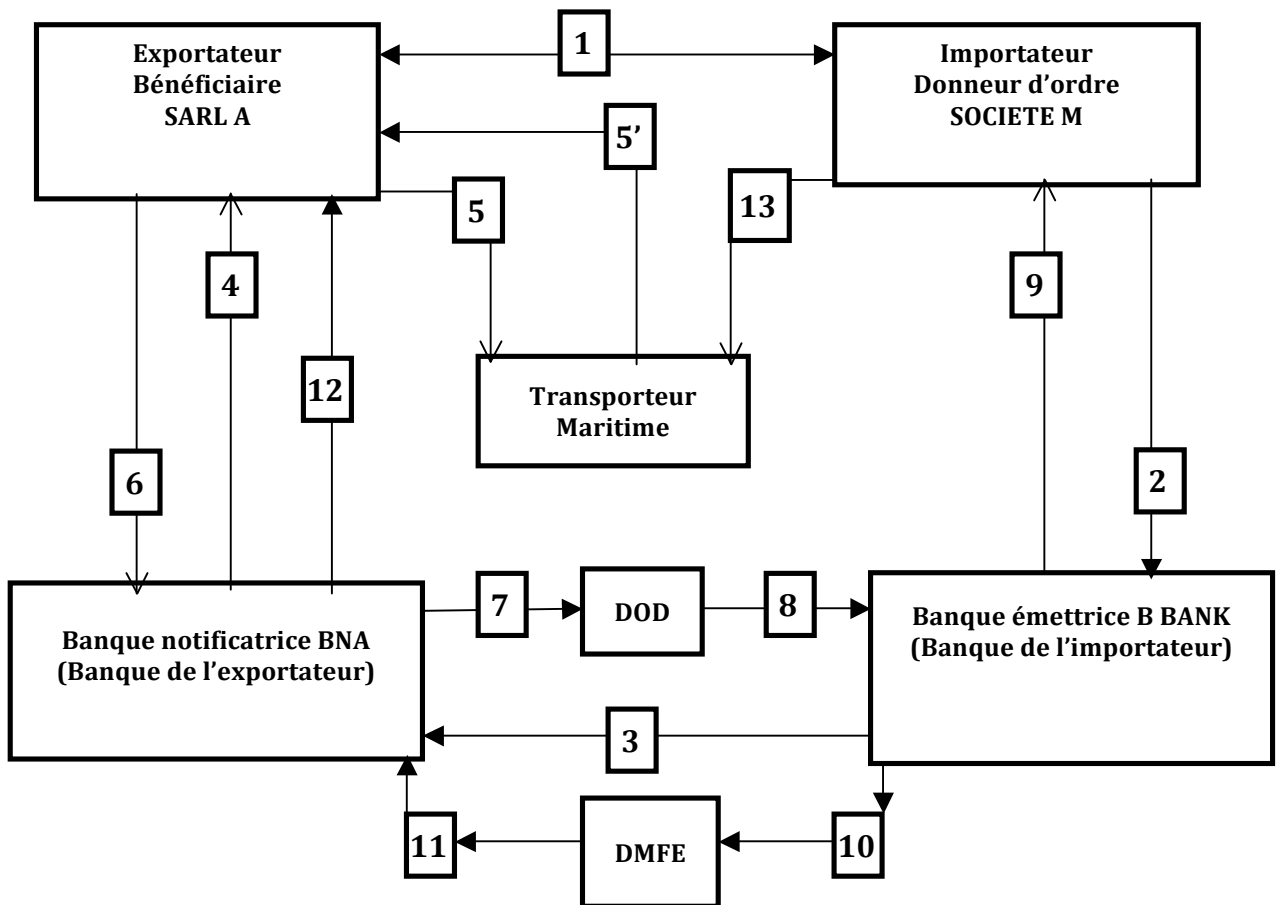 1
Exportateur
Bénéficiaire
SARL A
Importateur
Donneur d’ordre
SOCIETE M
5’
5
13
4
9
12
Transporteur
Maritime
6
2
7
DOD
8
Banque notificatrice BNA
(Banque de l’exportateur)
Banque émettrice B BANK
(Banque de l’importateur)
3
11
DMFE
10